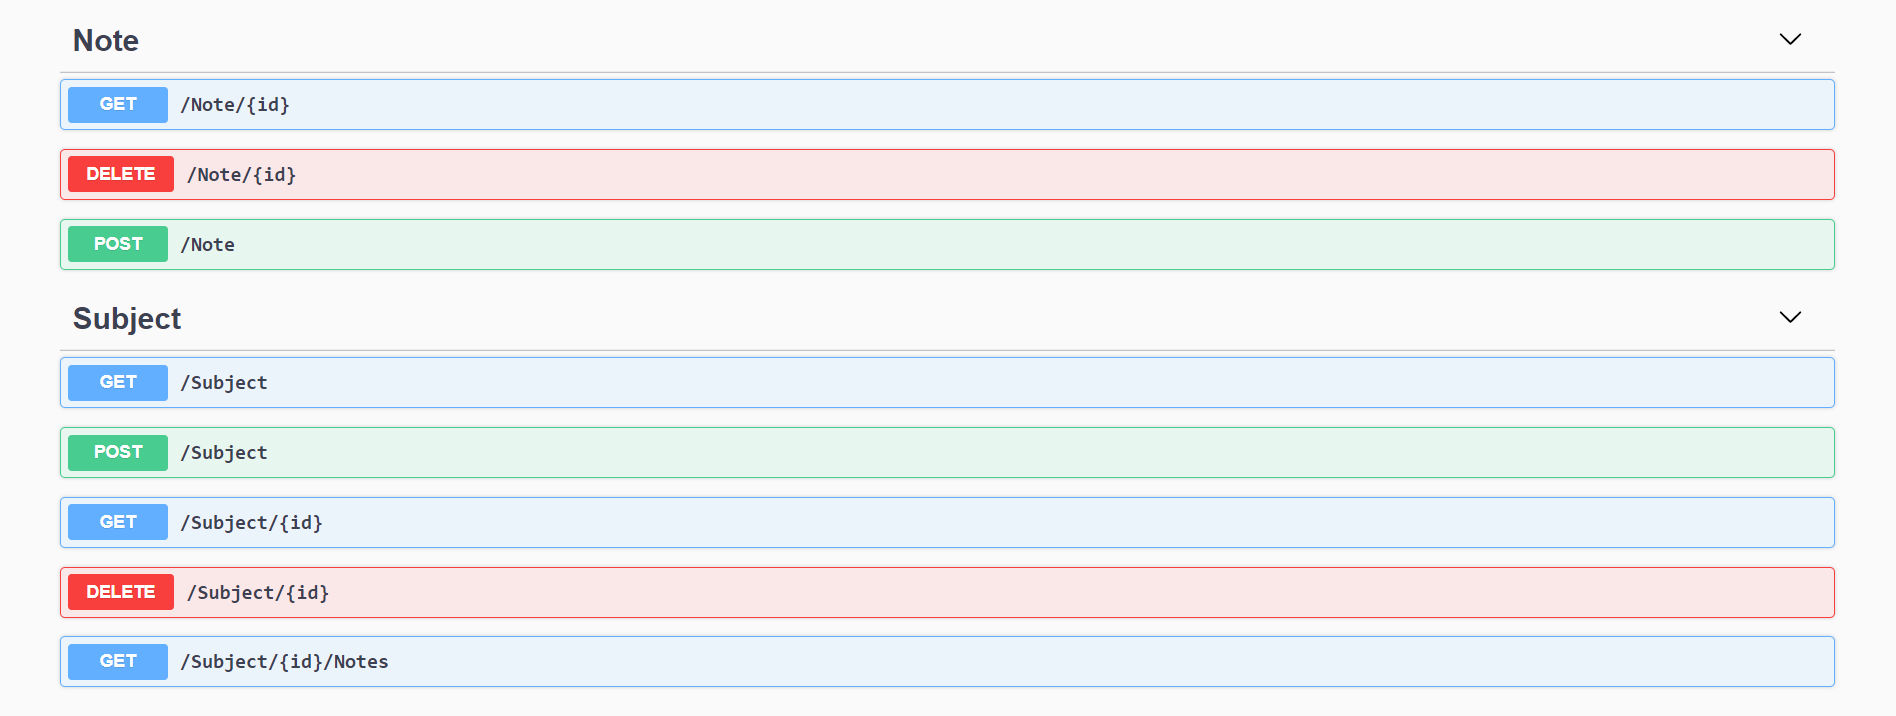 Note
GET /Note/{id}
DELETE /Note/{id}
POST /Note
Subject
GET /Subject
POST /Subject
GET /Subject/{id}
DELETE /Subject/{id}
GET /Subject/{id}/Notes